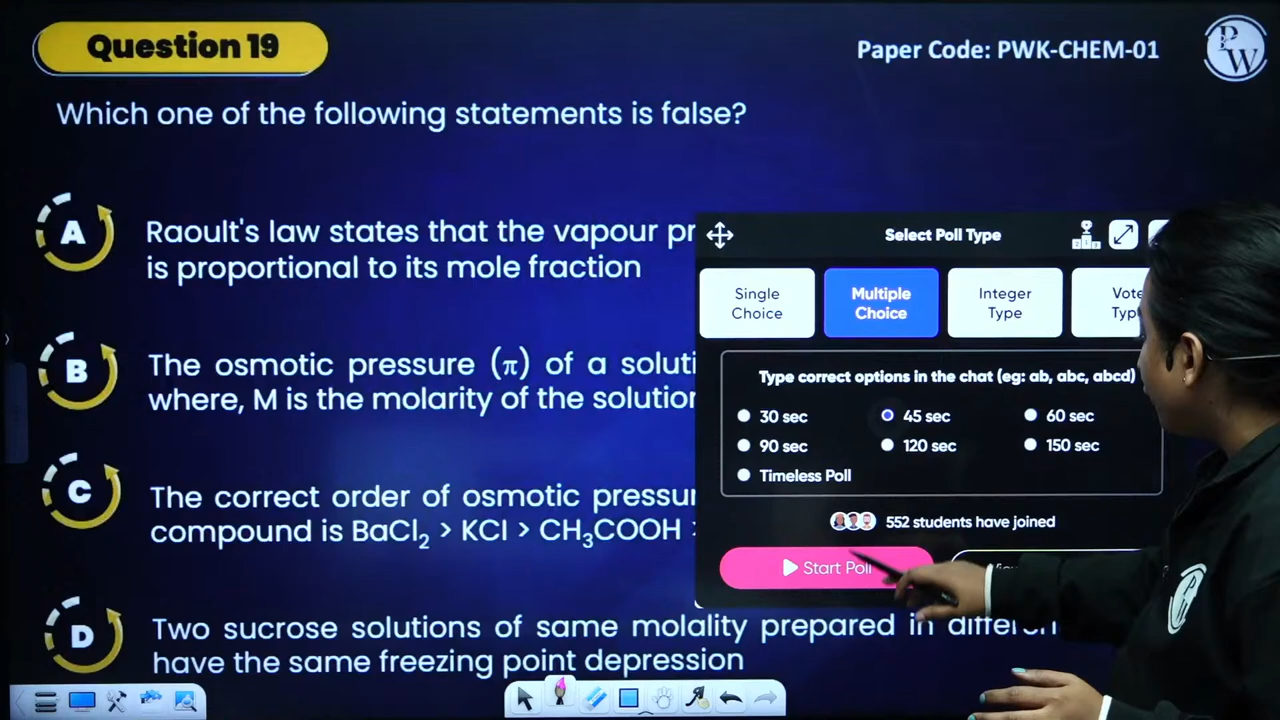 Question 19
Paper Code: PWK-CHEM-01
PW
Which one of the following statements is false?
A
Raoult's law states that the vapour pr
is proportional to its mole fraction
B
The osmotic pressure (π) of a soluti
where, M is the molarity of the solution
C
The correct order of osmotic pressur
compound is BaCl₂ > KCl > CH₃COOH >
D
Two sucrose solutions of same molality prepared in differen
have the same freezing point depression
Select Poll Type
Single
Choice
Multiple
Choice
Integer
Type
Vote
Typ
Type correct options in the chat (eg: ab, abc, abcd)
30 sec
45 sec
60 sec
90 sec
120 sec
150 sec
Timeless Poll
552 students have joined
Start Poll